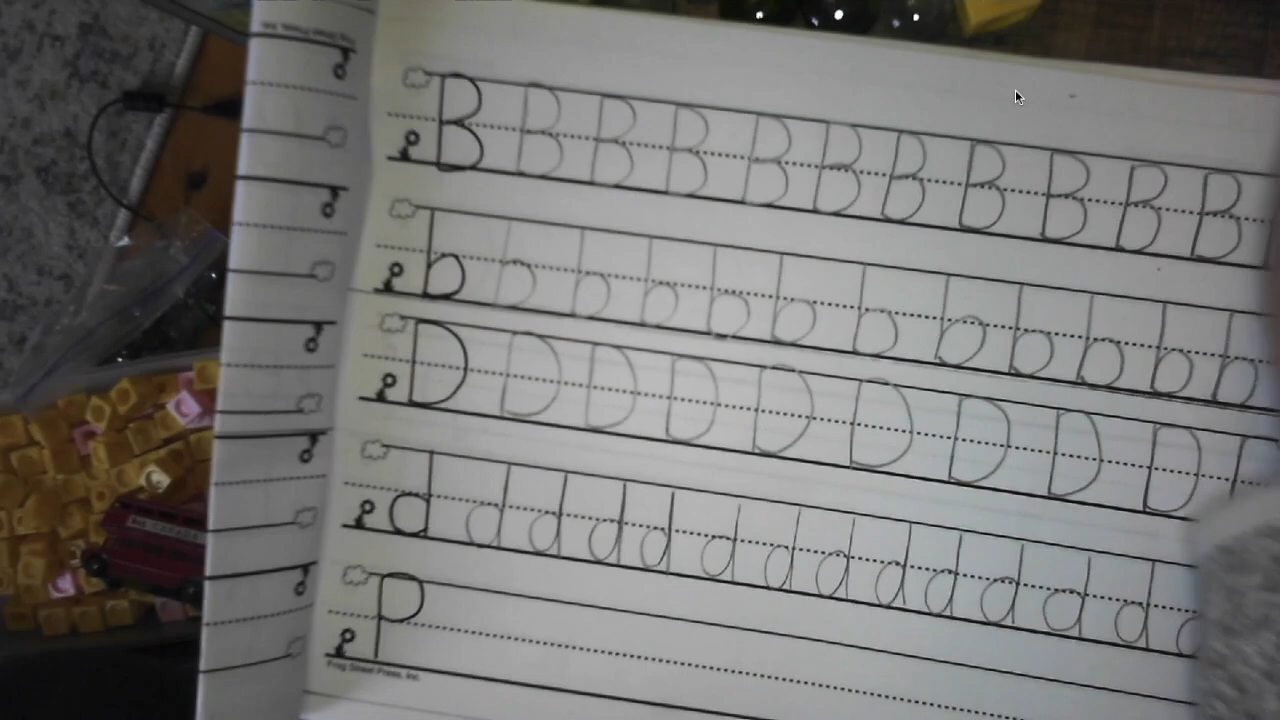 B B B B B B B B B B B
b b b b b b b b b b b b
D D D D D D D D D
d d d d d d d d d d d d d
P
Frog Street Press, Inc.